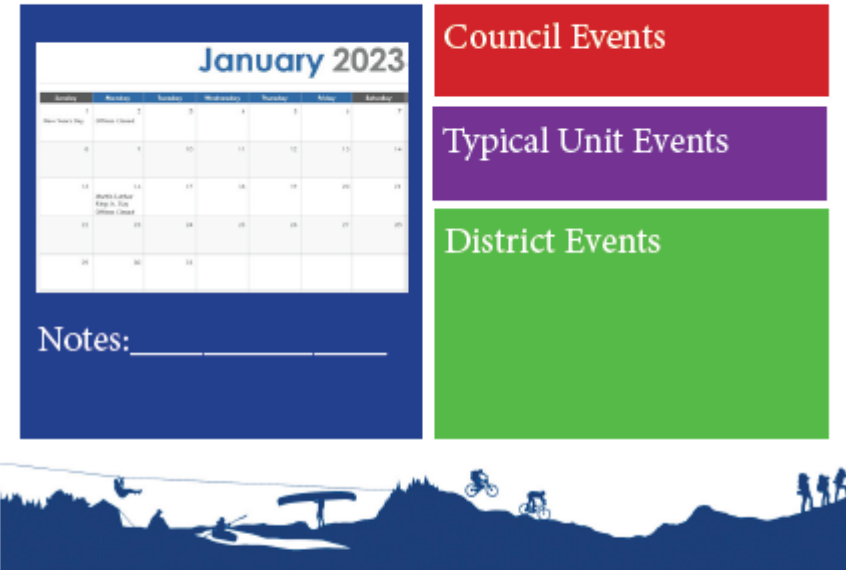 January 2023
Sunday Monday Tuesday Wednesday Thursday Friday Saturday
1 2 3 4 5 6 7
New Year's Day Offices Closed
8 9 10 11 12 13 14
15 16 17 18 19 20 21
Martin Luther
King Jr. Day
Offices Closed
22 23 24 25 26 27 28
29 30 31
Notes:____________________
Council Events
Typical Unit Events
District Events